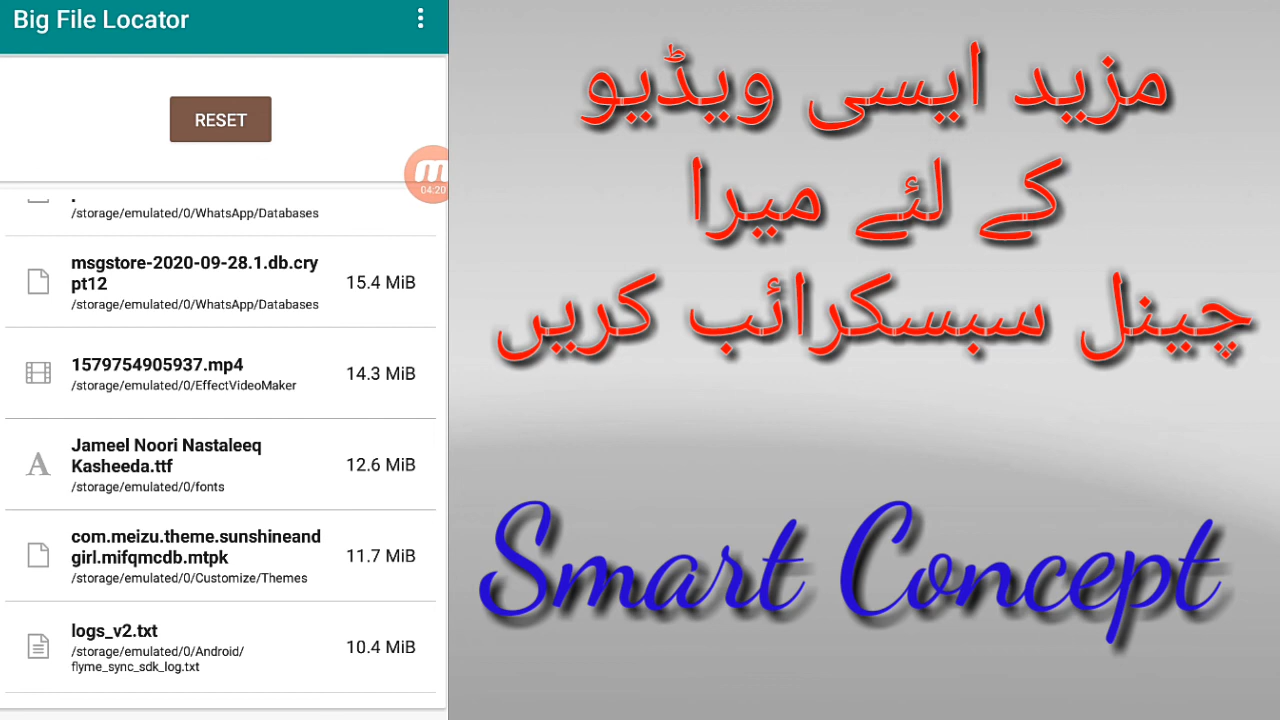 Big File Locator
RESET
04:20
/storage/emulated/0/WhatsApp/Databases
msgstore-2020-09-28.1.db.cry
pt12
15.4 MiB
/storage/emulated/0/WhatsApp/Databases
1579754905937.mp4
14.3 MiB
/storage/emulated/0/EffectVideoMaker
Jameel Noori Nastaleeq
Kasheeda.ttf
12.6 MiB
/storage/emulated/0/fonts
com.meizu.theme.sunshineand
girl.mifqmcdb.mtpk
11.7 MiB
/storage/emulated/0/Customize/Themes
logs_v2.txt
10.4 MiB
/storage/emulated/0/Android/
flyme_sync_sdk_log.txt
مزید ایسی ویڈیو
کے لئے میرا
چینل سبسکرائب کریں
Smart Concept